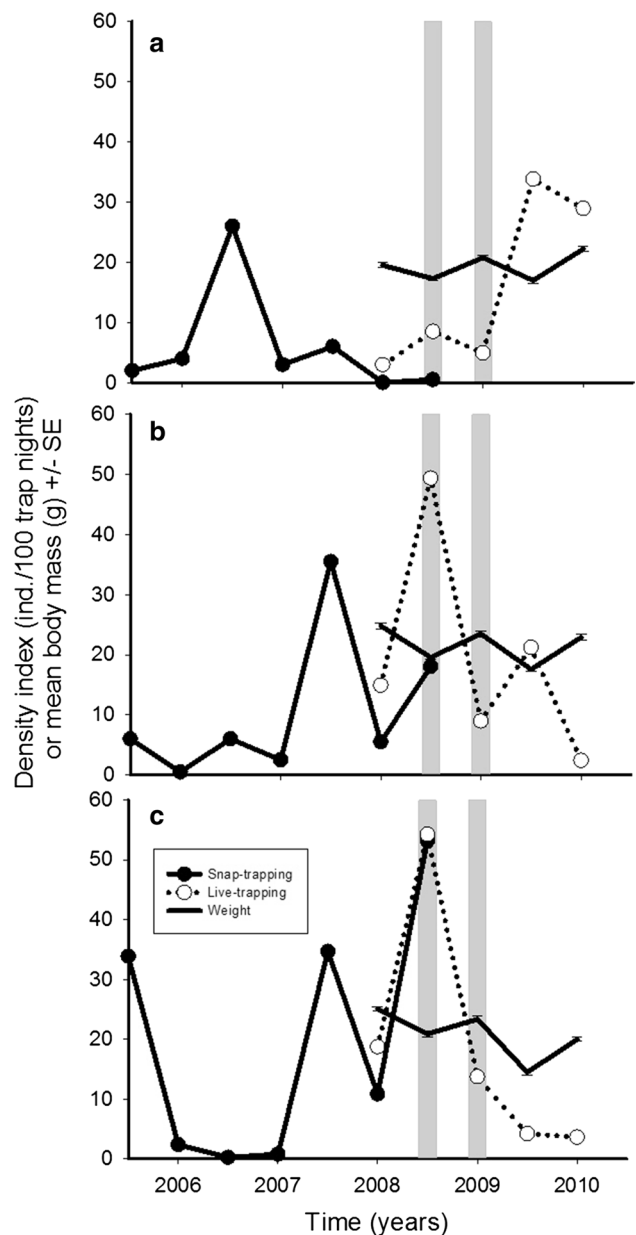 Density index (ind./100 trap nights)
or mean body mass (g) +/- SE
a
60
50
40
30
20
10
0
b
60
50
40
30
20
10
0
c
60
50
40
30
20
10
0
Snap-trapping
Live-trapping
Weight
2006 2007 2008 2009 2010
Time (years)